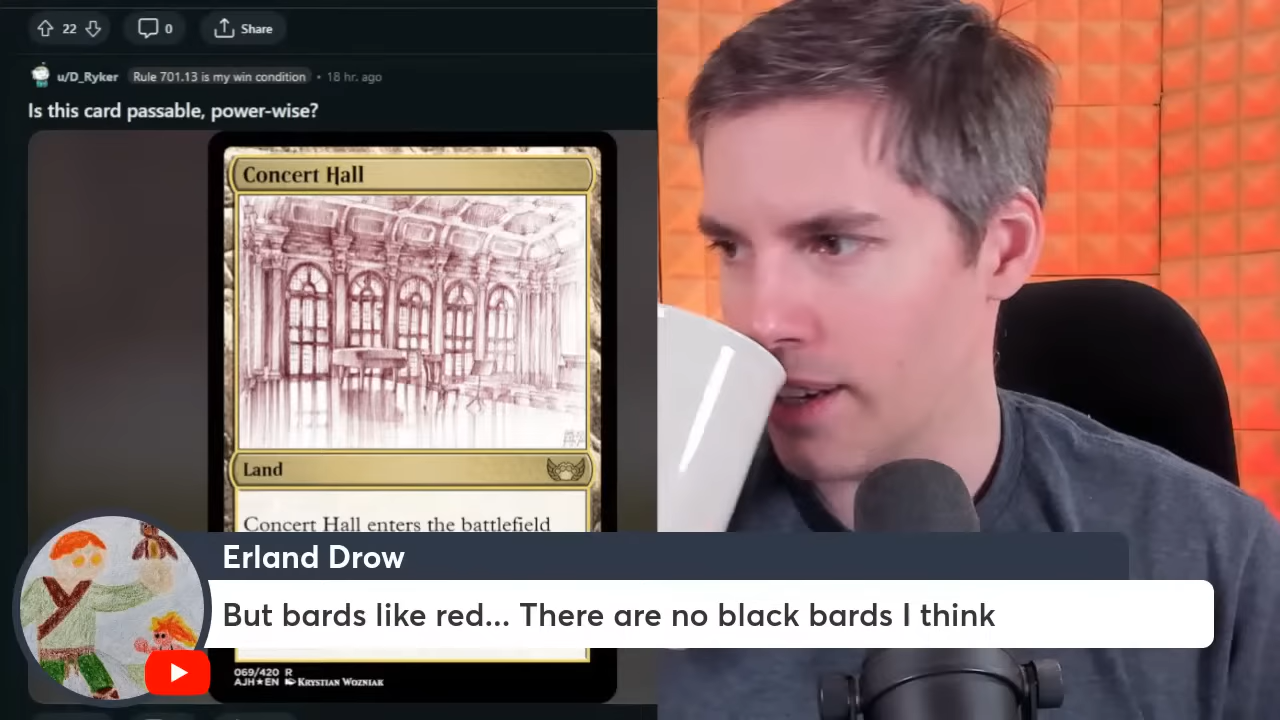 22
0
Share
u/D_Ryker Rule 701.13 is my win condition • 18 hr. ago
Is this card passable, power-wise?
Concert Hall
Land
Concert Hall enters the battlefield
Erland Drow
But bards like red... There are no black bards I think
069/420 R
AJH★EN Krystian Wozniak